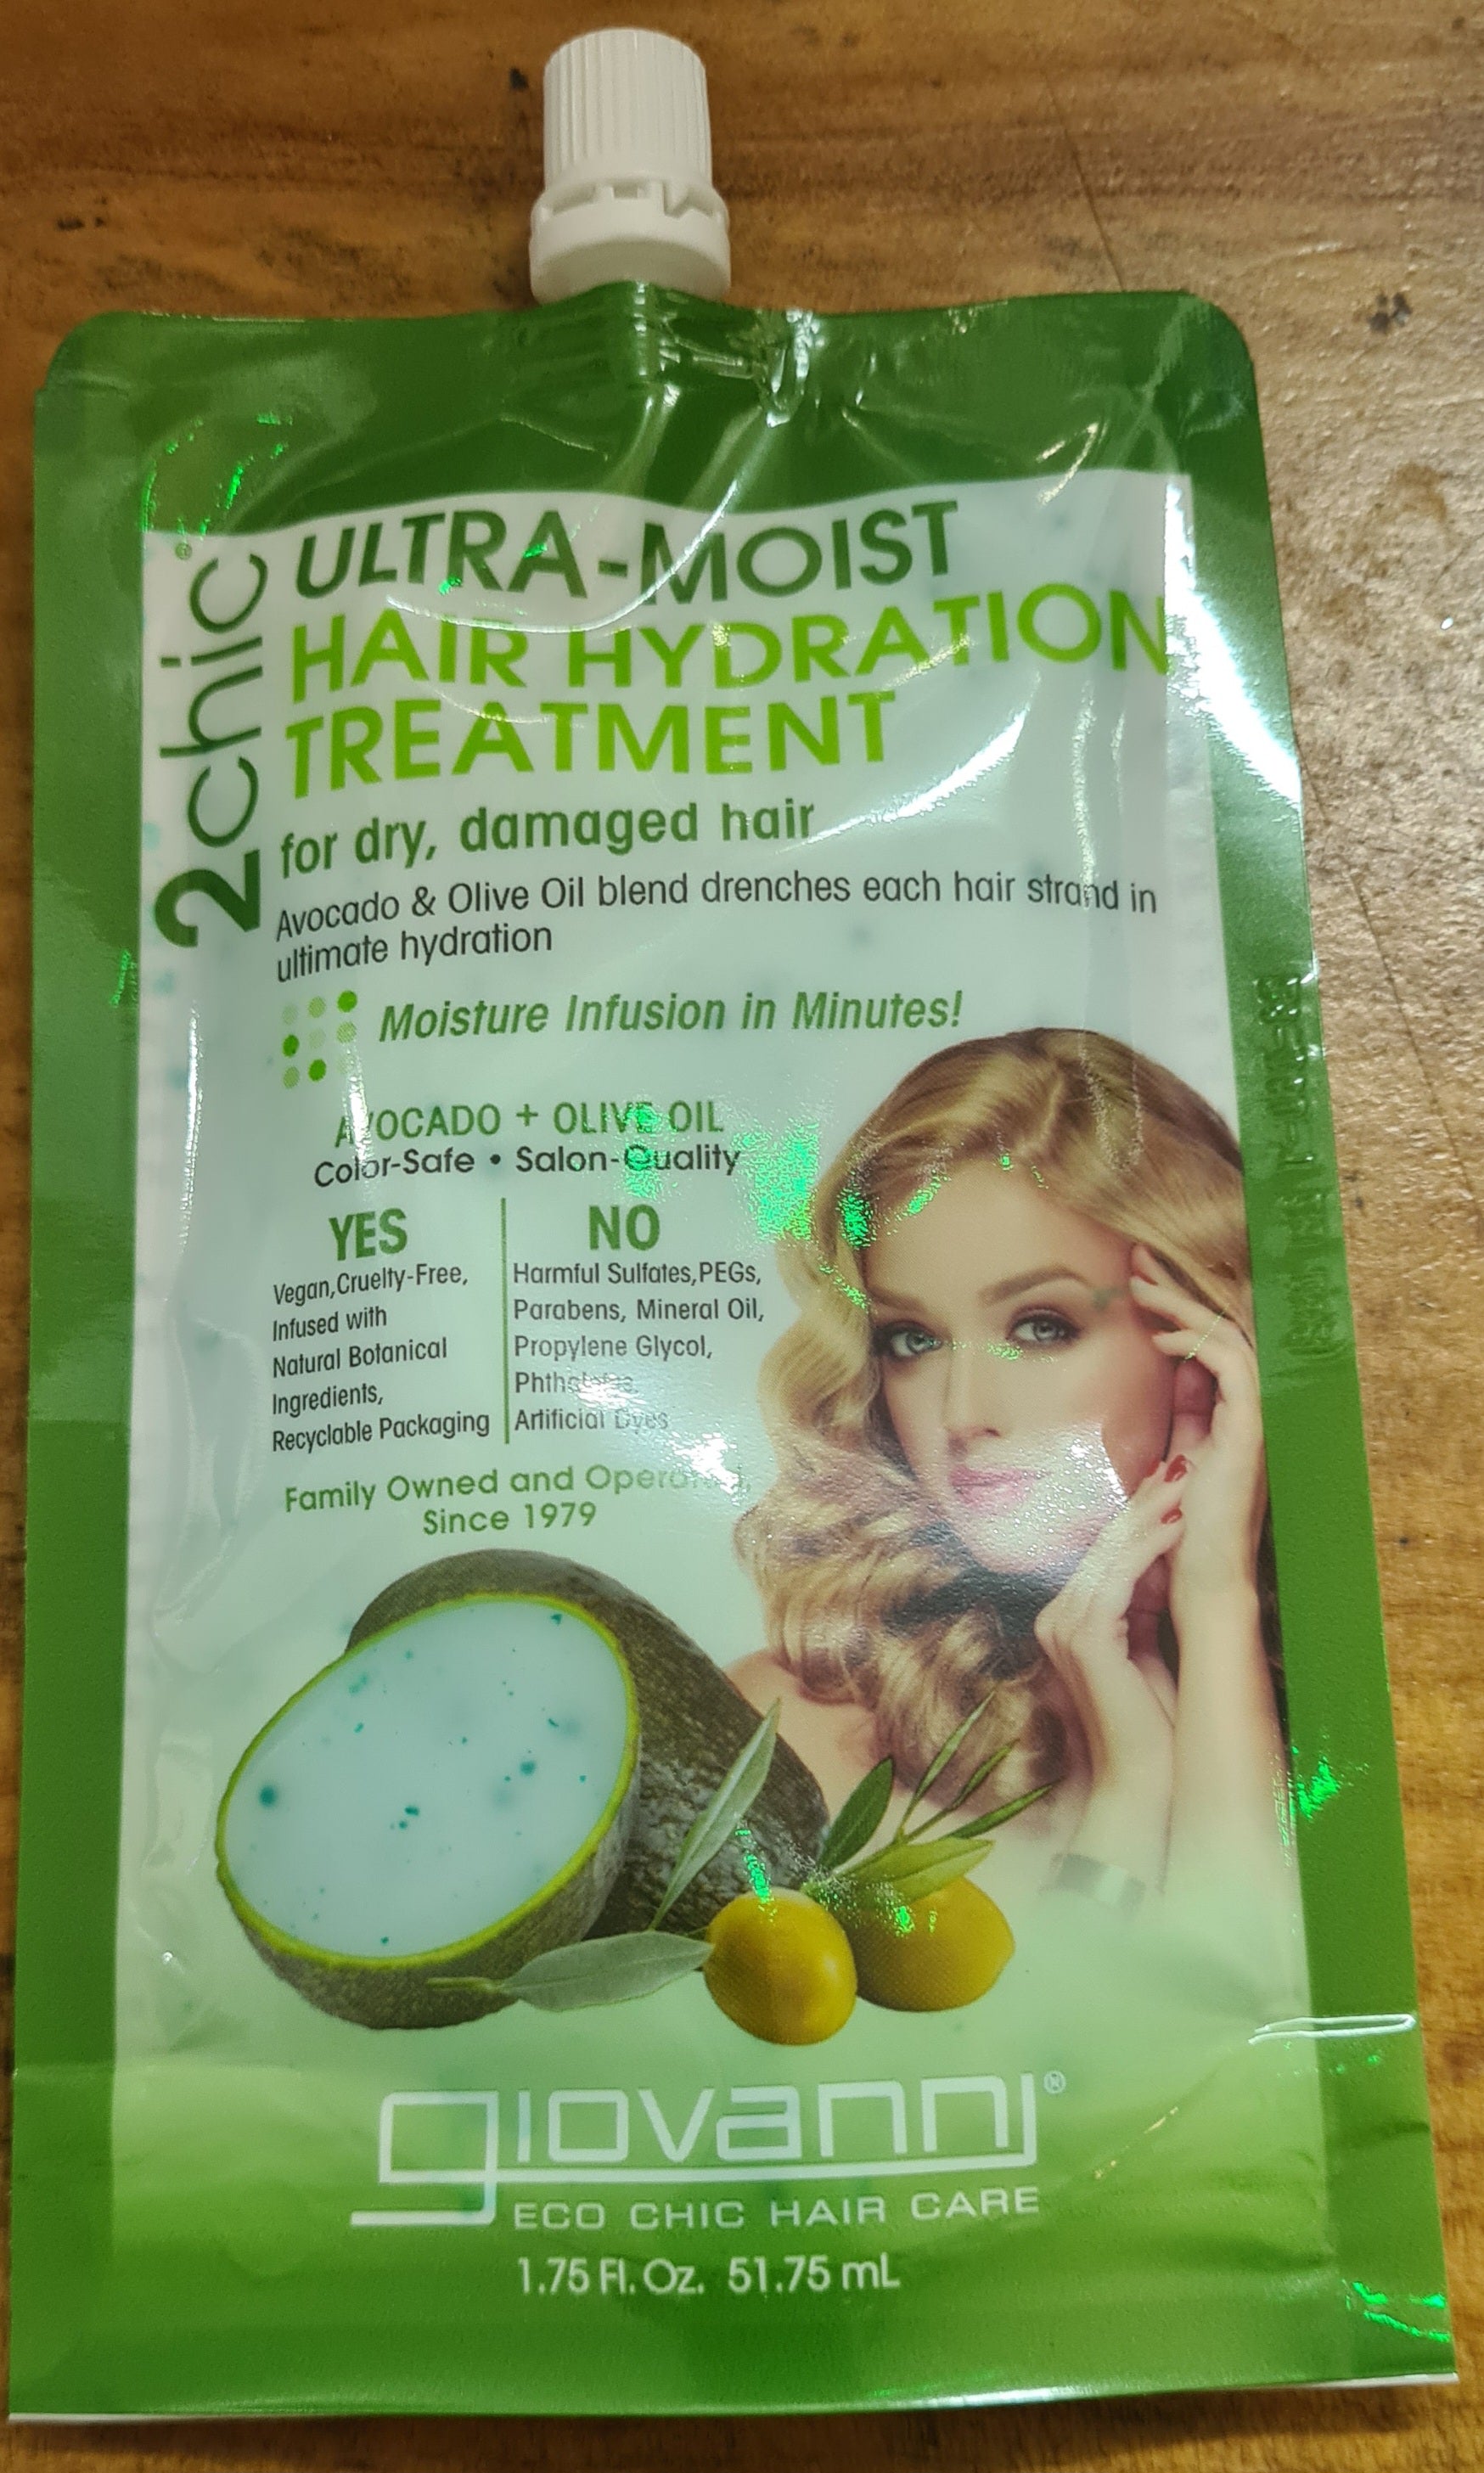 2chic®
ULTRA-MOIST
HAIR HYDRATION
TREATMENT
for dry, damaged hair
Avocado & Olive Oil blend drenches each hair strand in
ultimate hydration
Moisture Infusion in Minutes!
AVOCADO + OLIVE OIL
Color-Safe • Salon-Quality
YES
Vegan,Cruelty-Free,
Infused with
Natural Botanical
Ingredients,
Recyclable Packaging
NO
Harmful Sulfates,PEGs,
Parabens, Mineral Oil,
Propylene Glycol,
Phthalates,
Artificial Dyes
Family Owned and Operated,
Since 1979
giovanni®
ECO CHIC HAIR CARE
1.75 Fl. Oz. 51.75 mL